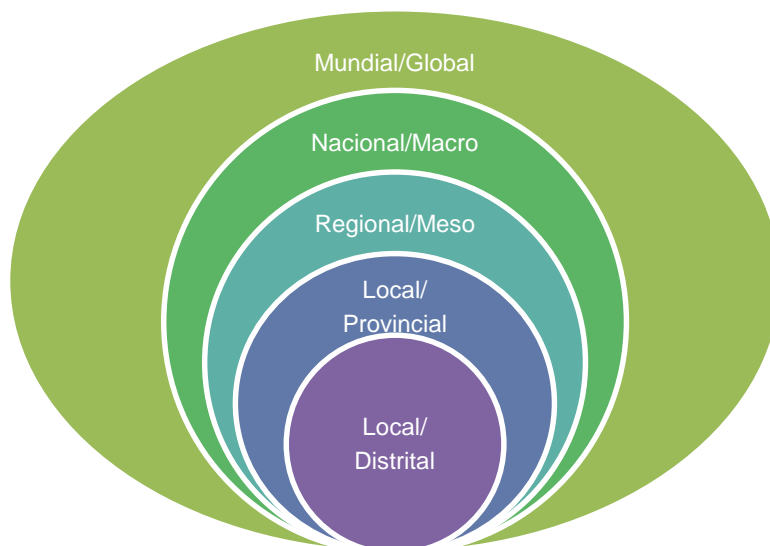 Mundial/Global
Nacional/Macro
Regional/Meso
Local/
Provincial
Local/
Distrital